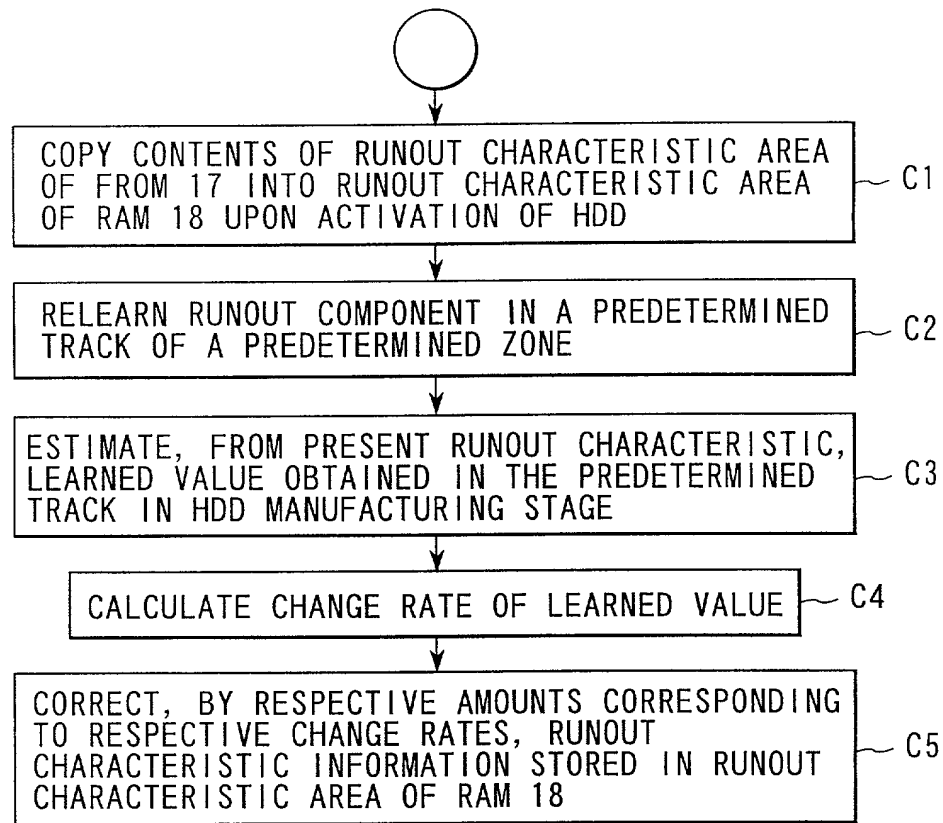 COPY CONTENTS OF RUNOUT CHARACTERISTIC AREA
OF FROM 17 INTO RUNOUT CHARACTERISTIC AREA
OF RAM 18 UPON ACTIVATION OF HDD
C1
RELEARN RUNOUT COMPONENT IN A PREDETERMINED
TRACK OF A PREDETERMINED ZONE
C2
ESTIMATE, FROM PRESENT RUNOUT CHARACTERISTIC,
LEARNED VALUE OBTAINED IN THE PREDETERMINED
TRACK IN HDD MANUFACTURING STAGE
C3
CALCULATE CHANGE RATE OF LEARNED VALUE
C4
CORRECT, BY RESPECTIVE AMOUNTS CORRESPONDING
TO RESPECTIVE CHANGE RATES, RUNOUT
CHARACTERISTIC INFORMATION STORED IN RUNOUT
CHARACTERISTIC AREA OF RAM 18
C5